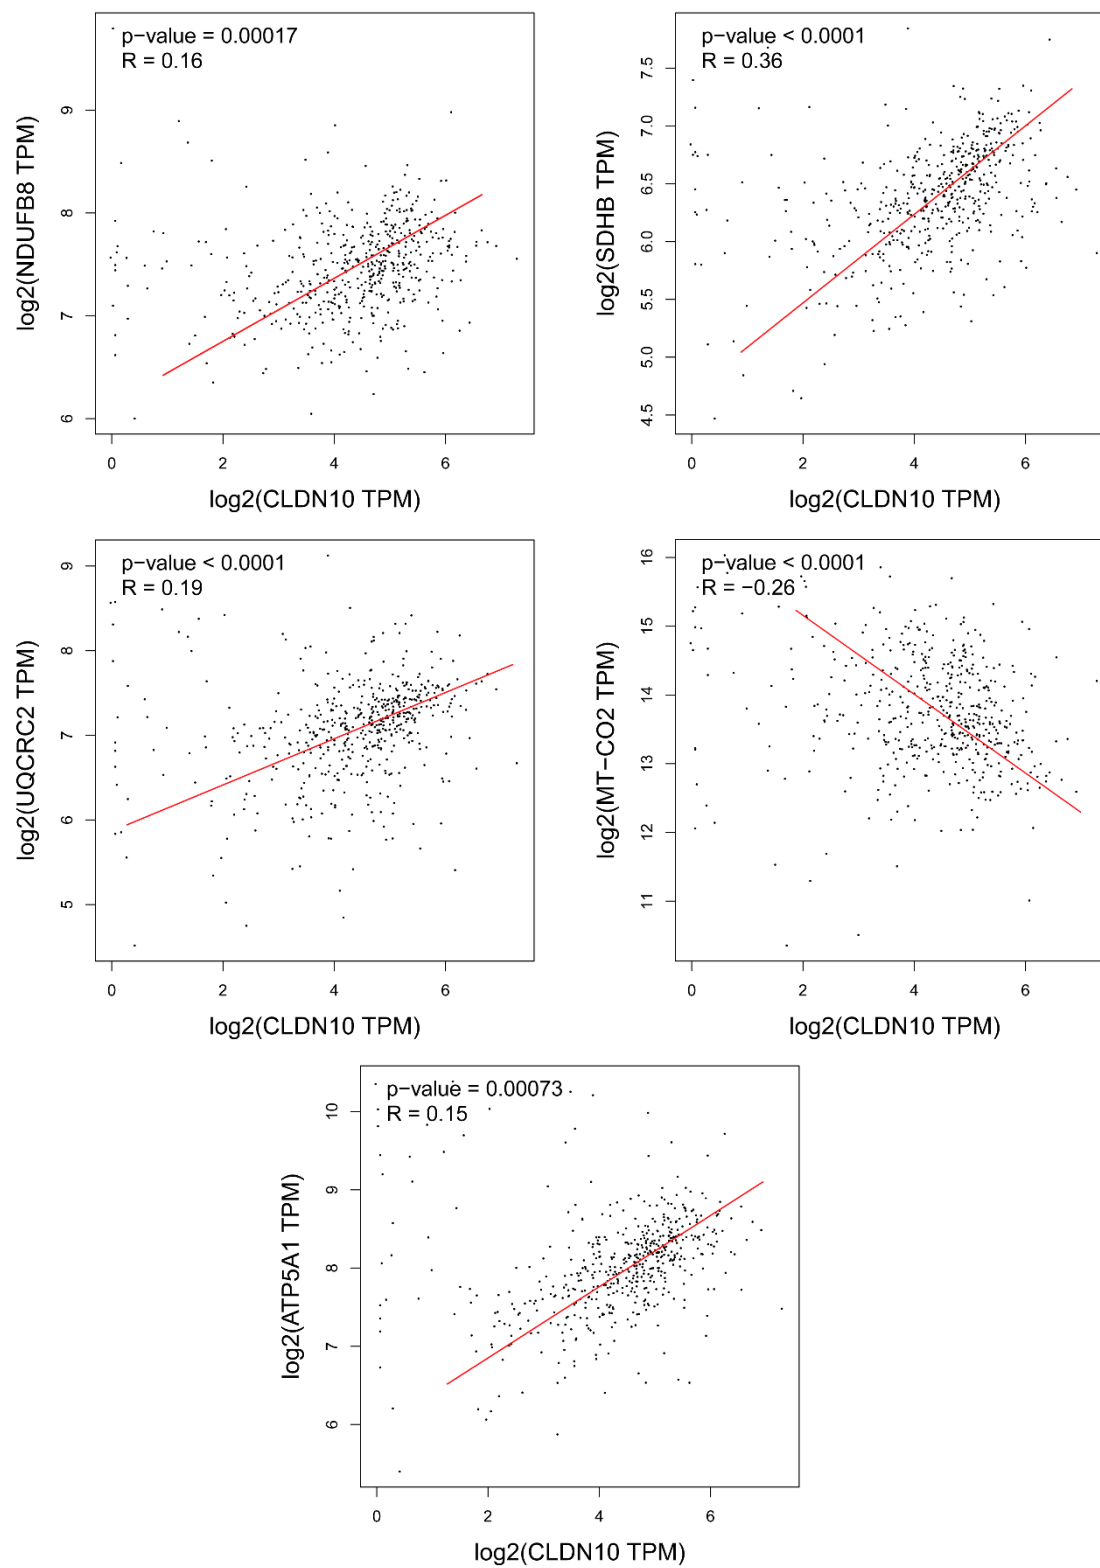 p−value = 0.00017
R = 0.16
log2(NDUFB8 TPM)
9
8
7
6
0 2 4 6
log2(CLDN10 TPM)
p−value < 0.0001
R = 0.36
log2(SDHB TPM)
7.5
7.0
6.5
6.0
5.5
5.0
4.5
0 2 4 6
log2(CLDN10 TPM)
p−value < 0.0001
R = 0.19
log2(UQCRC2 TPM)
9
8
7
6
5
0 2 4 6
log2(CLDN10 TPM)
p−value < 0.0001
R = −0.26
log2(MT−CO2 TPM)
16
15
14
13
12
11
0 2 4 6
log2(CLDN10 TPM)
p−value = 0.00073
R = 0.15
log2(ATP5A1 TPM)
10
9
8
7
6
0 2 4 6
log2(CLDN10 TPM)